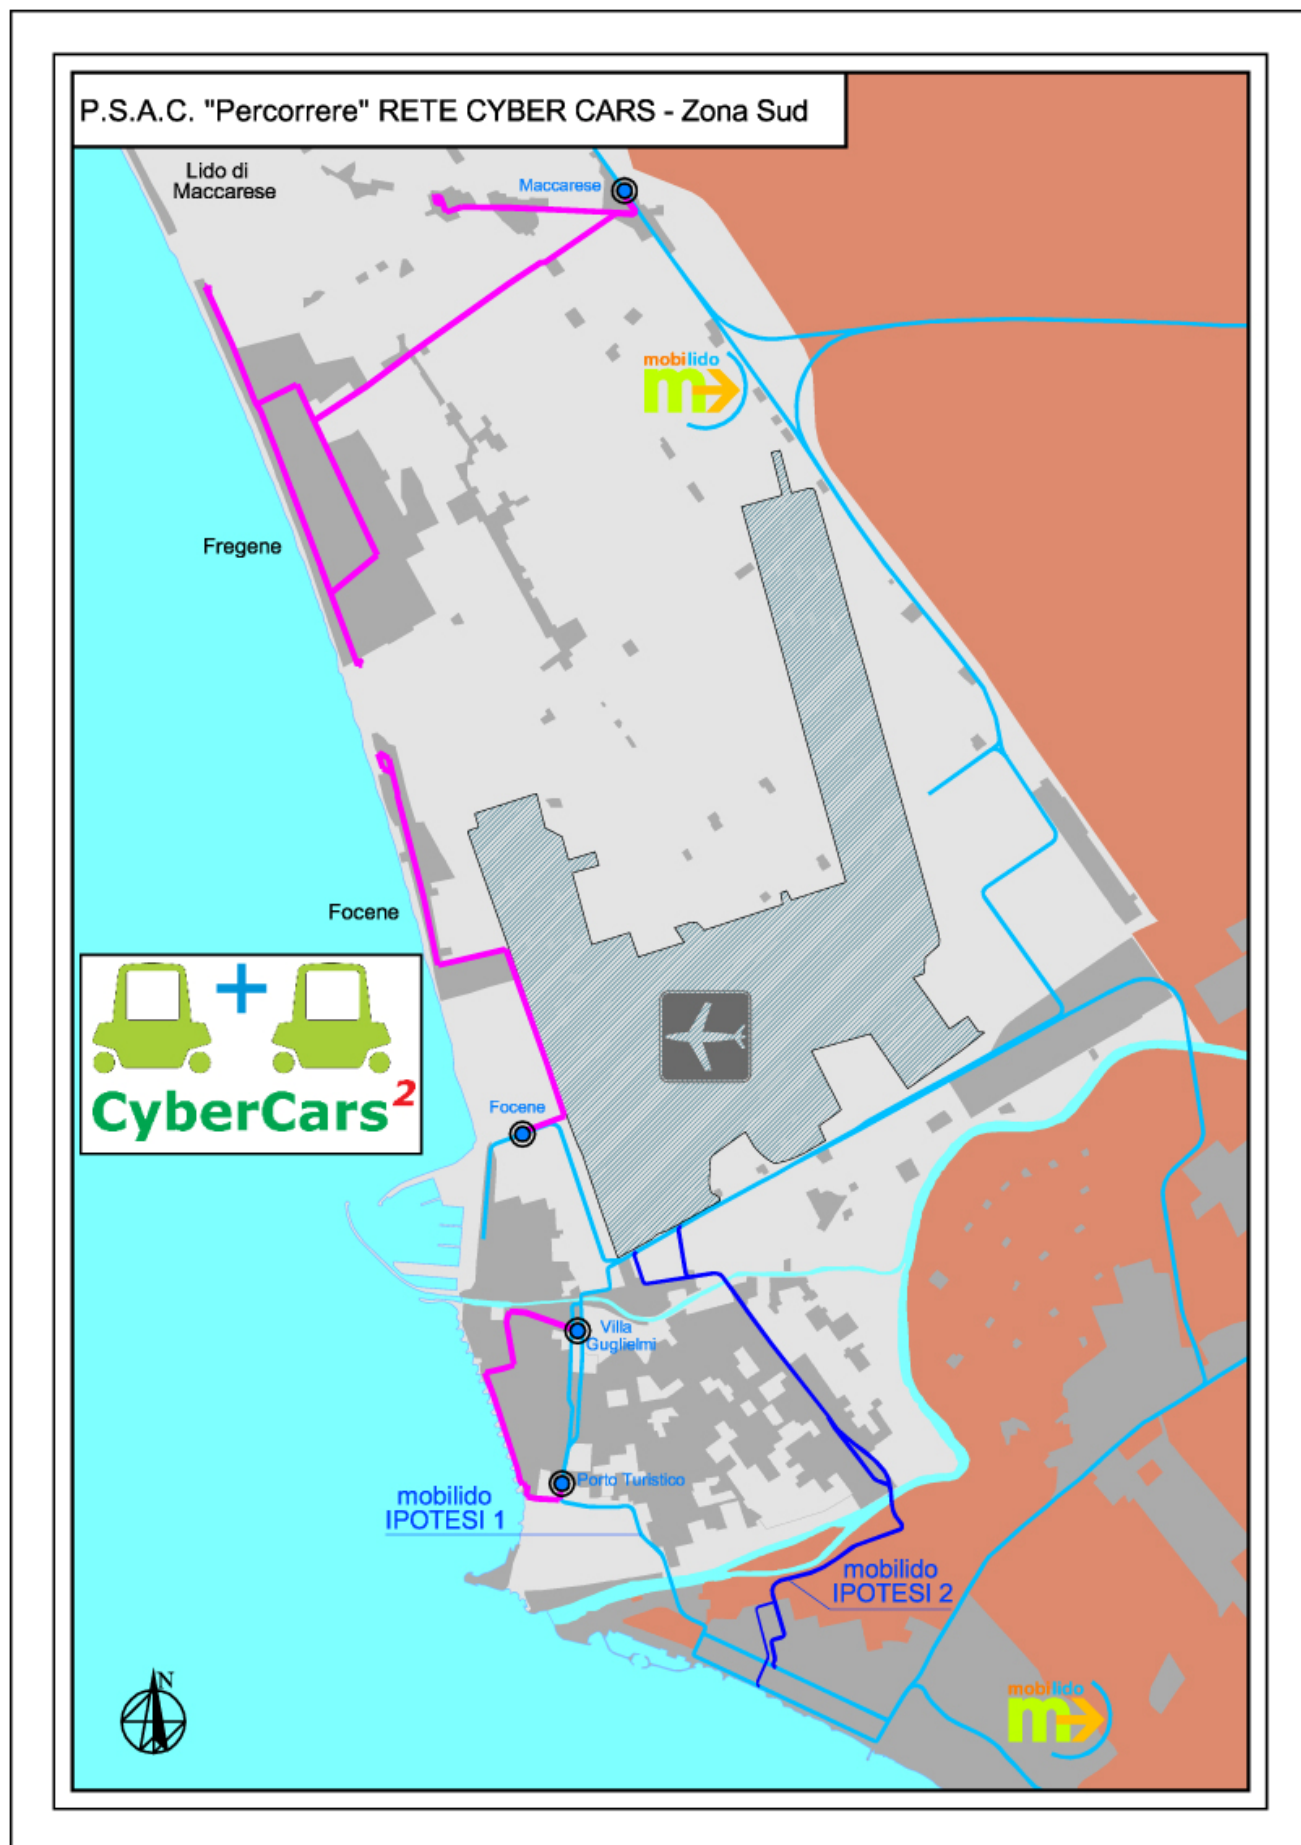 P.S.A.C. "Percorrere" RETE CYBER CARS - Zona Sud
Lido di
Maccarese
Maccarese
mobilido
m
Fregene
Focene
+
CyberCars²
Focene
Villa
Guglielmi
Porto Turistico
mobilido
IPOTESI 1
mobilido
IPOTESI 2
N
mobilido
m